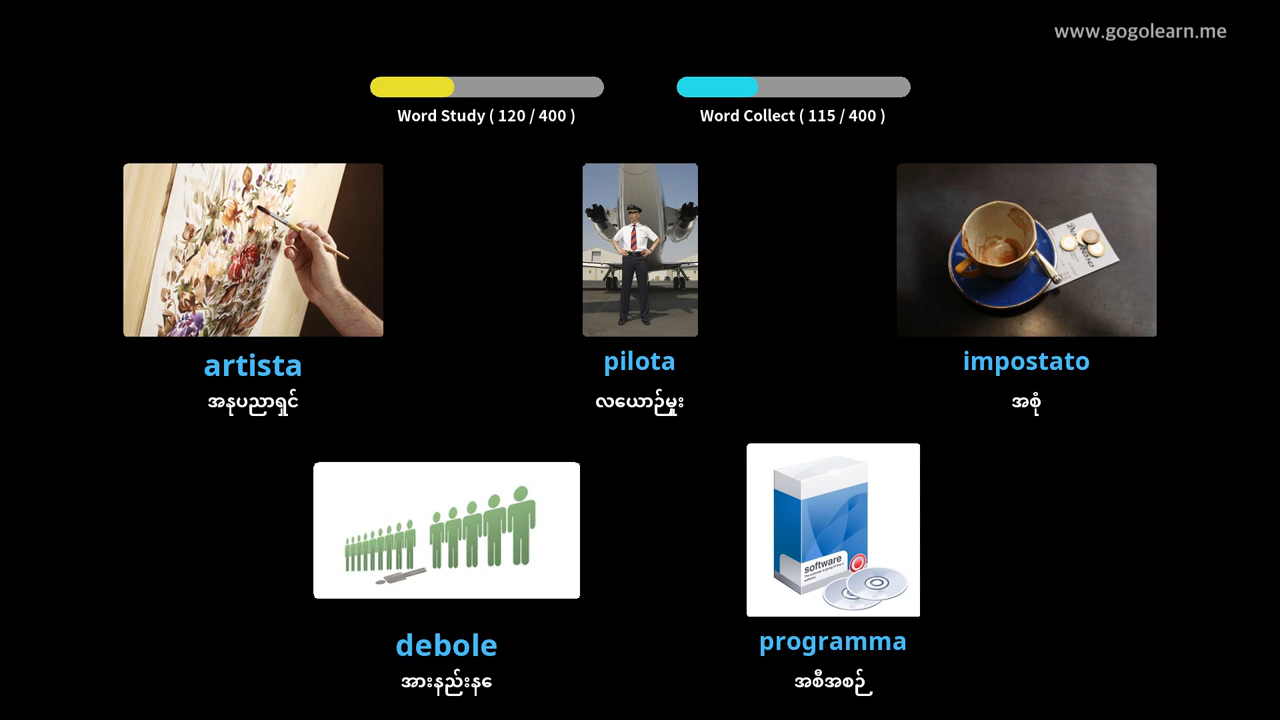 www.gogolearn.me
Word Study ( 120 / 400 )
Word Collect ( 115 / 400 )
artista
pilota
impostato
အနုပညာရှင်
လယောဉ်မှူး
အစုံ
software
debole
programma
အားနည်းနေ
အစီအစဉ်